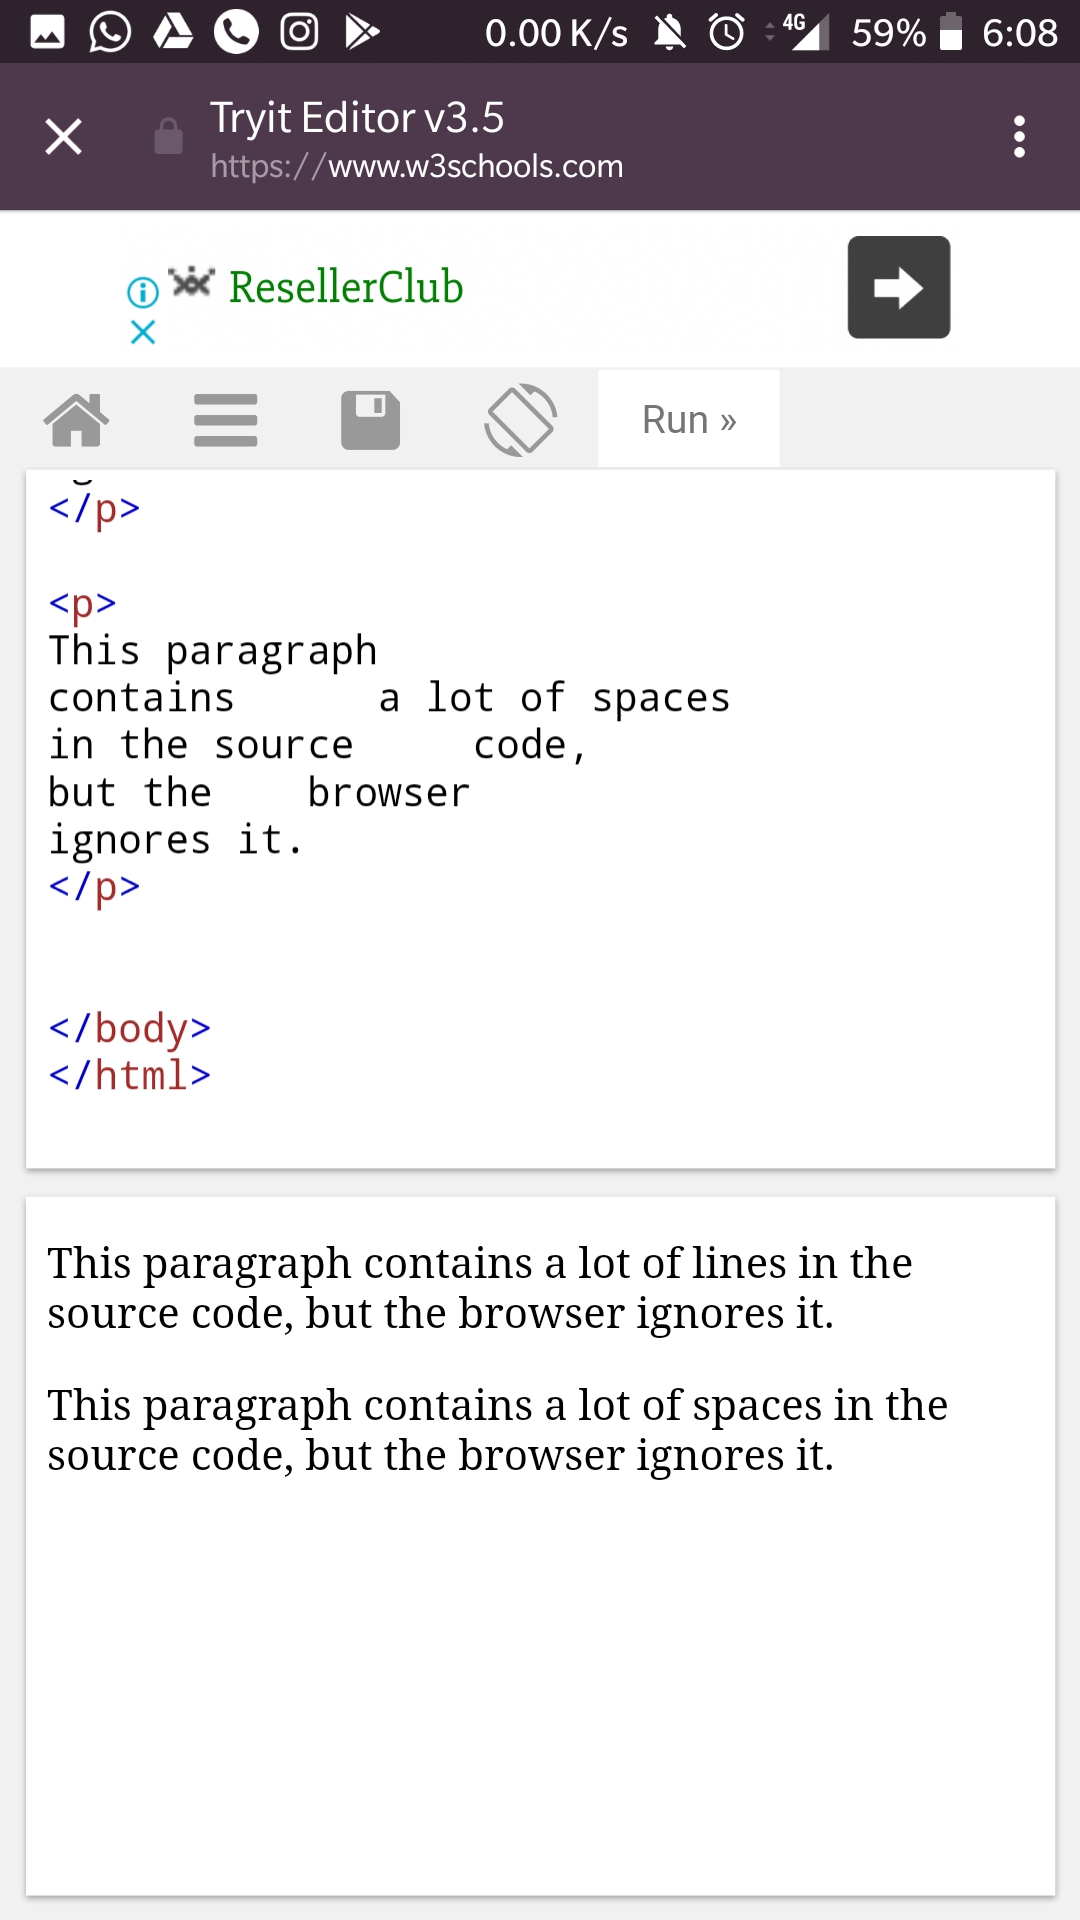 0.00 K/s 4G 59% 6:08
Tryit Editor v3.5
https://www.w3schools.com
ResellerClub
Run »
</p>
<p>
This paragraph
contains      a lot of spaces
in the source     code,
but the    browser
ignores it.
</p>
</body>
</html>
This paragraph contains a lot of lines in the
source code, but the browser ignores it.
This paragraph contains a lot of spaces in the
source code, but the browser ignores it.